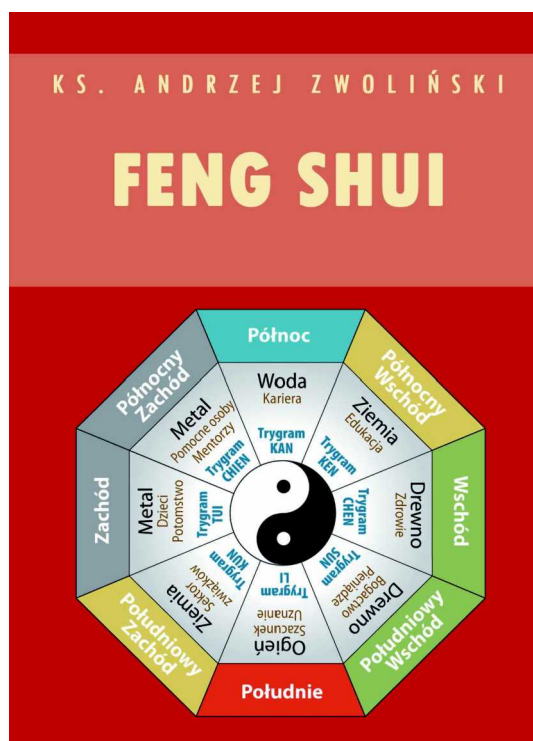 KS. ANDRZEJ ZWOLIŃSKI
FENG SHUI
Północ
Woda
Kariera
Trygram
KAN
Północny
Wschód
Ziemia
Edukacja
Trygram
KEN
Wschód
Drewno
Zdrowie
Trygram
CHEN
Południowy
Wschód
Drewno
Bogactwo
Pieniądze
Trygram
SUN
Południe
Ogień
Szacunek
Uznanie
Trygram
LI
Południowy
Zachód
Ziemia
Sektor
związków
Trygram
KUN
Zachód
Metal
Dzieci
Potomstwo
Trygram
TUI
Północny
Zachód
Metal
Pomocne osoby
Mentorzy
Trygram
CHIEN